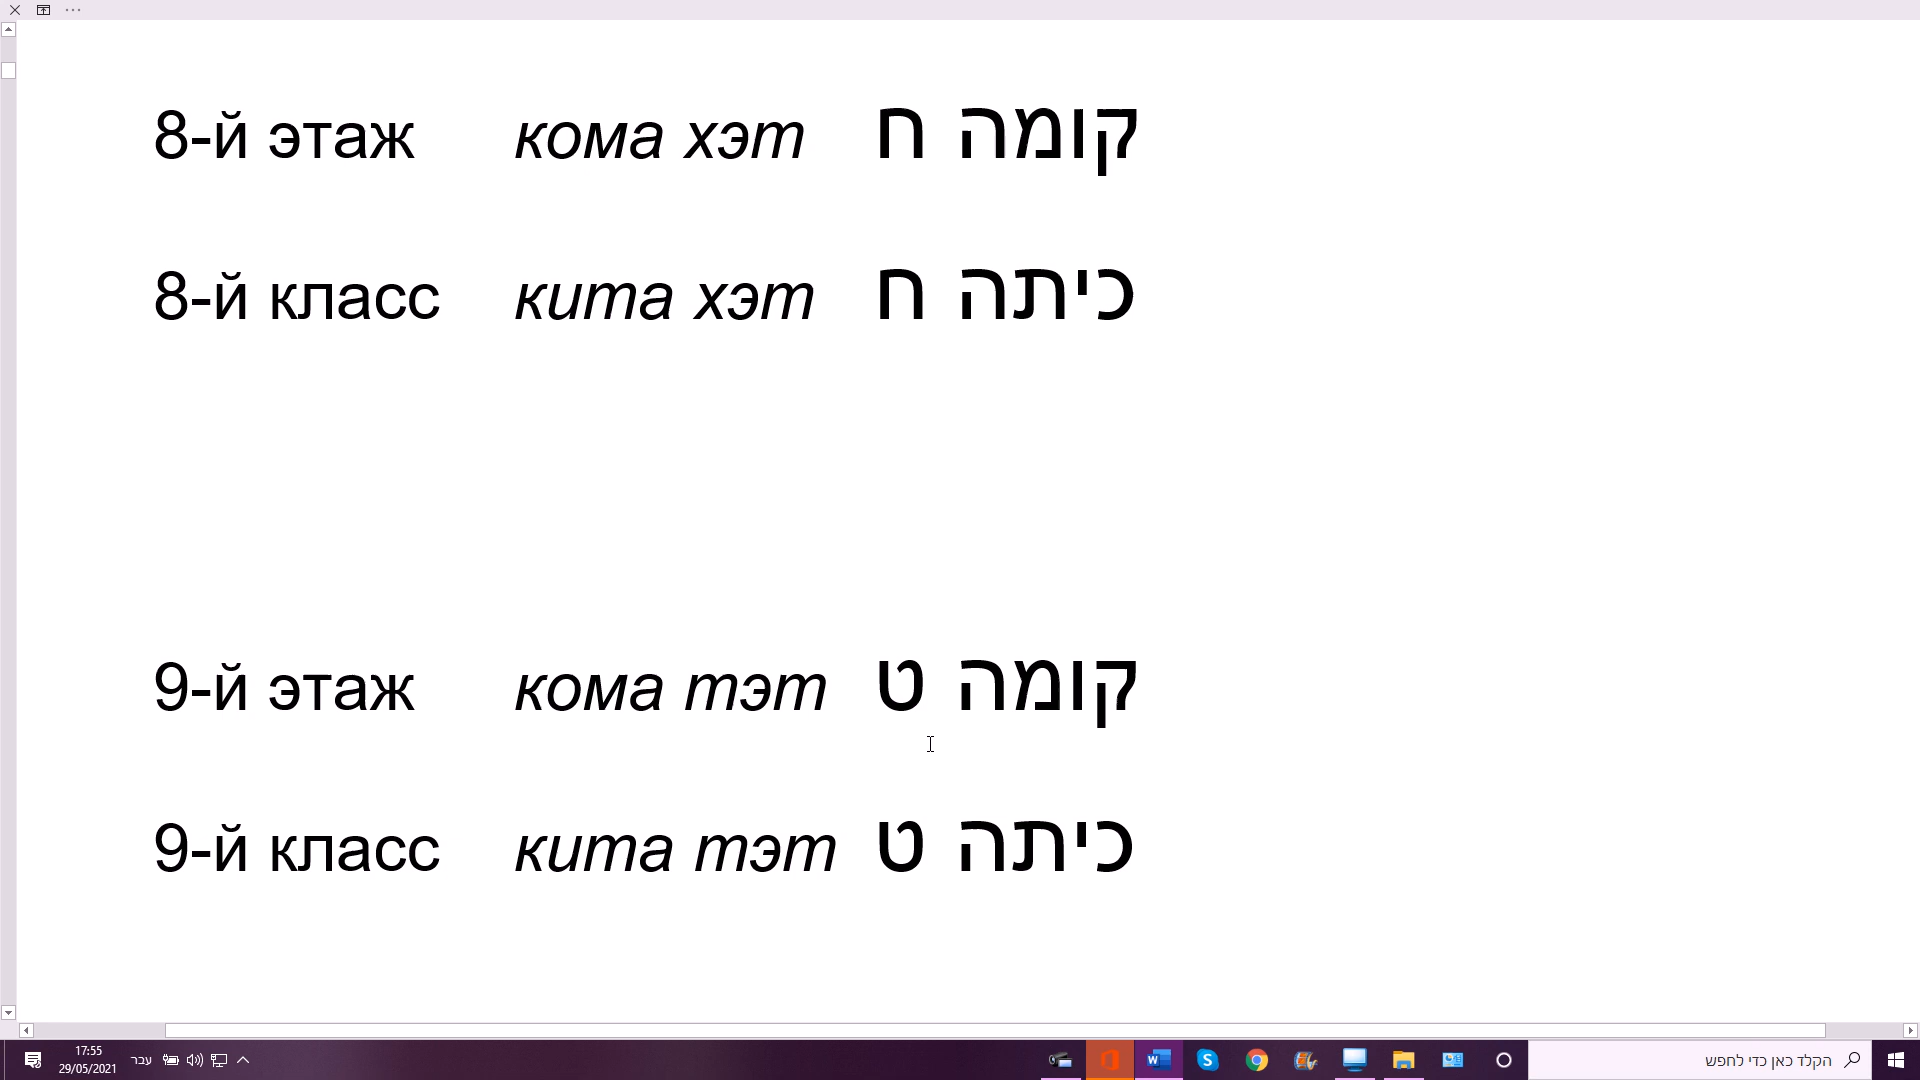 8-й этаж кома хэт קומה ח
8-й класс кита хэт כיתה ח
9-й этаж кома тэт קומה ט
9-й класс кита тэт כיתה ט
17:55
29/05/2021
עבר
הקלד כאן כדי לחפש